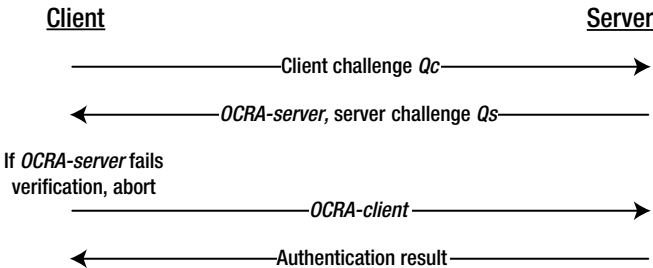 Client
Server
Client challenge Qc
OCRA-server, server challenge Qs
If OCRA-server fails
verification, abort
OCRA-client
Authentication result